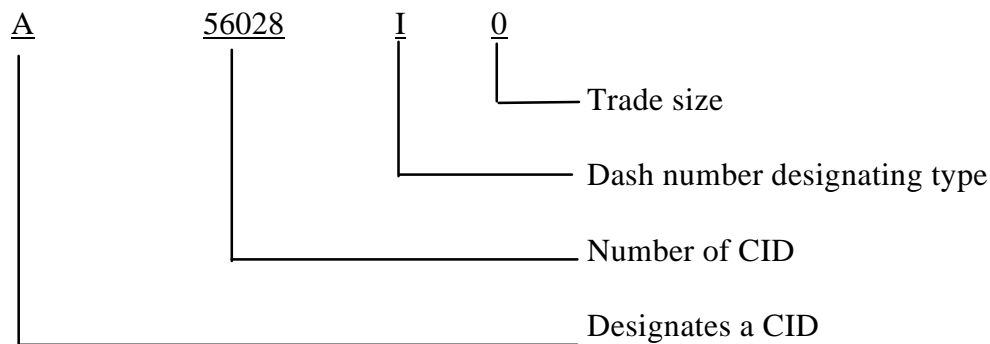 A 56028 I 0
Trade size
Dash number designating type
Number of CID
Designates a CID